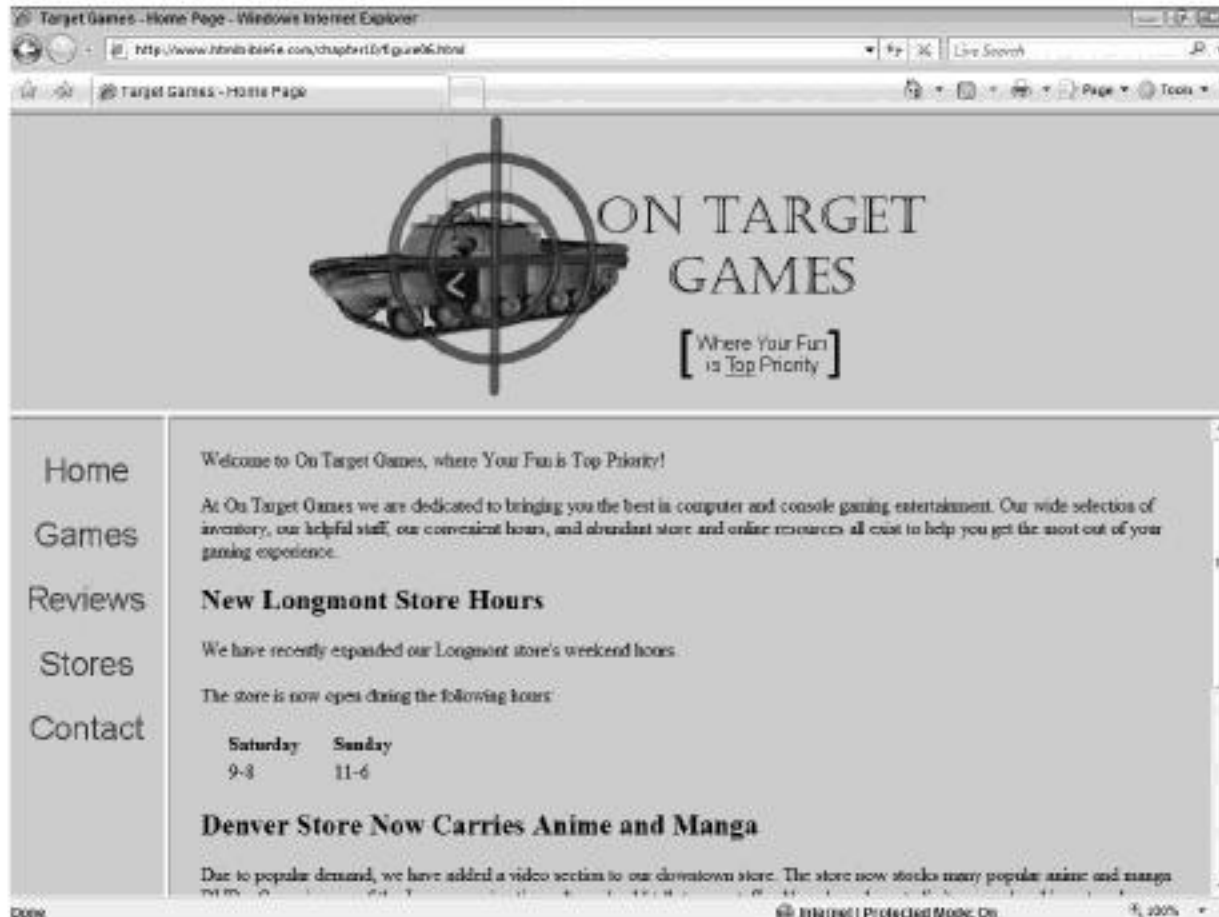 Target Games - Home Page - Windows Internet Explorer
Live Search
Target Games - Home Page
Page
Tools
ON TARGET
GAMES
[Where Your Fun
is Top Priority]
Home
Games
Reviews
Stores
Contact
Welcome to On Target Games, where Your Fun is Top Priority!
At On Target Games we are dedicated to bringing you the best in computer and console gaming entertainment. Our wide selection of
inventory, our helpful staff, our convenient hours, and abundant store and online resources all exist to help you get the most out of your
gaming experience.
New Longmont Store Hours
We have recently expanded our Longmont store's weekend hours.
The store is now open during the following hours:
Saturday Sunday
9-8 11-6
Denver Store Now Carries Anime and Manga
Due to popular demand, we have added a video section to our downtown store. The store now stocks many popular anime and manga
Done
Internet | Protected Mode: On
100%